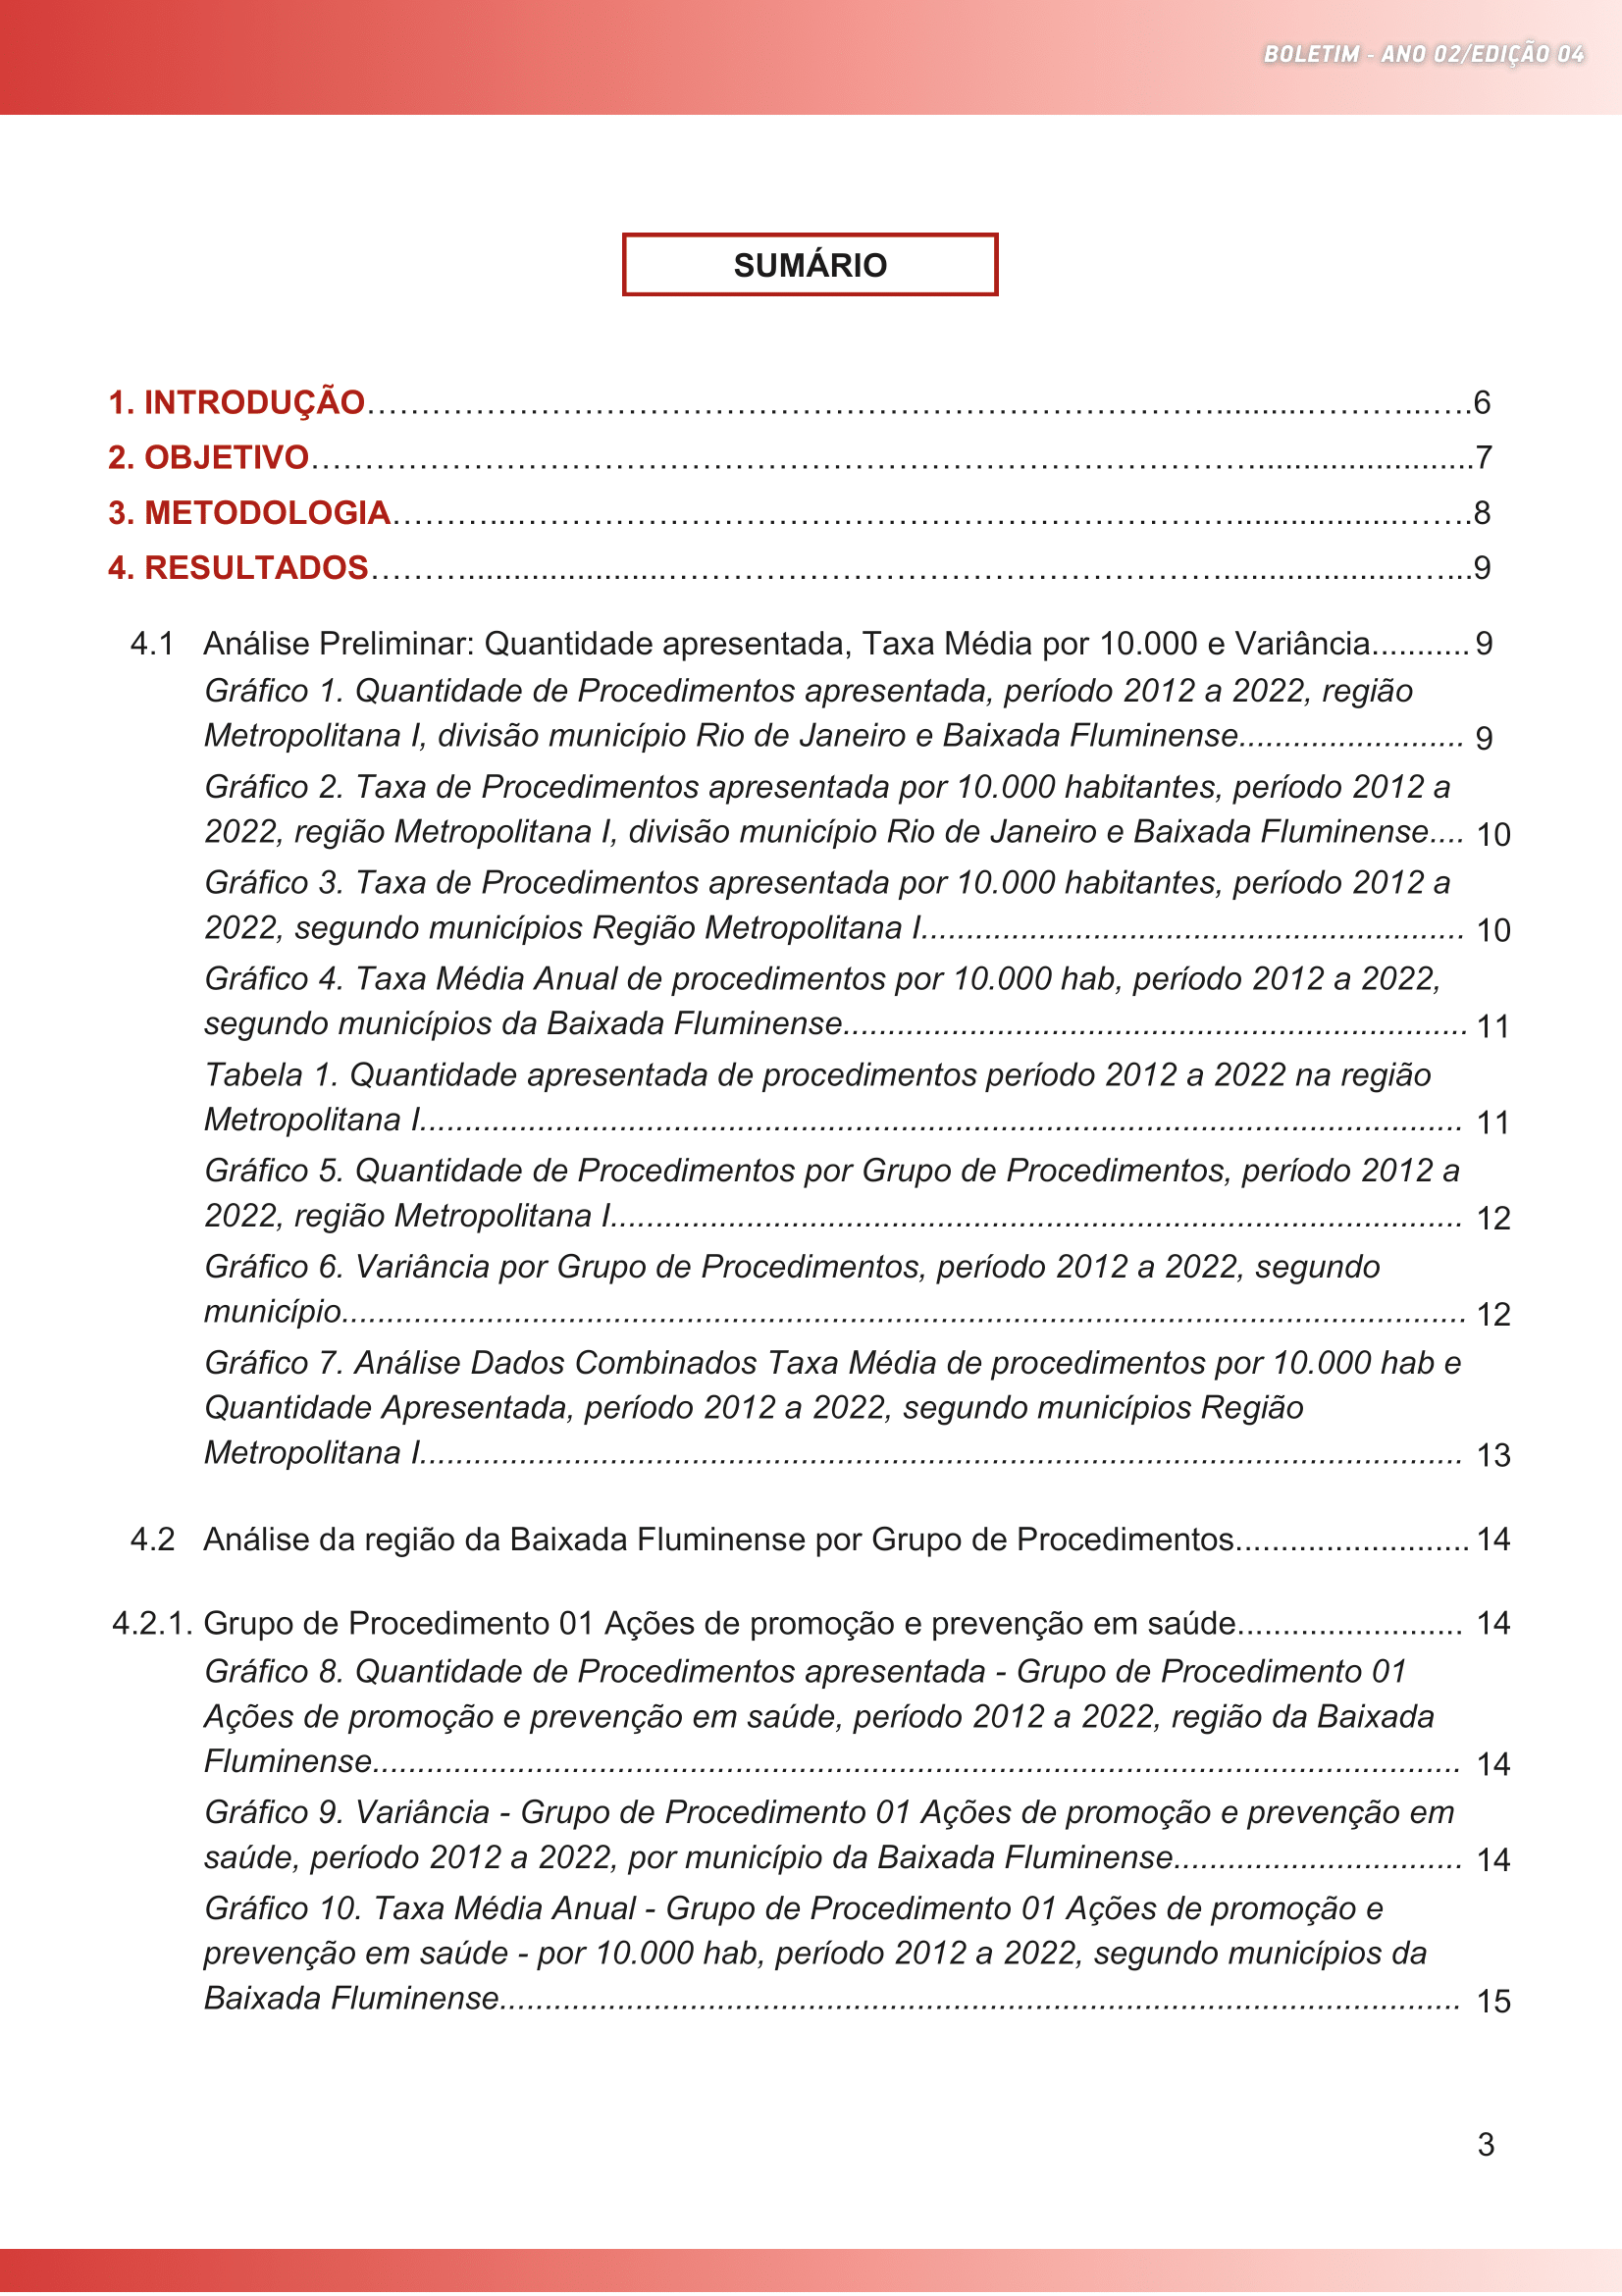 BOLETIM - ANO 02/EDIÇÃO 04
SUMÁRIO
1. INTRODUÇÃO........................................................................6
2. OBJETIVO........................................................................7
3. METODOLOGIA........................................................................8
4. RESULTADOS........................................................................9
4.1 Análise Preliminar: Quantidade apresentada, Taxa Média por 10.000 e Variância........... 9
Gráfico 1. Quantidade de Procedimentos apresentada, período 2012 a 2022, região
Metropolitana I, divisão município Rio de Janeiro e Baixada Fluminense......................... 9
Gráfico 2. Taxa de Procedimentos apresentada por 10.000 habitantes, período 2012 a
2022, região Metropolitana I, divisão município Rio de Janeiro e Baixada Fluminense.... 10
Gráfico 3. Taxa de Procedimentos apresentada por 10.000 habitantes, período 2012 a
2022, segundo municípios Região Metropolitana I............................................................ 10
Gráfico 4. Taxa Média Anual de procedimentos por 10.000 hab, período 2012 a 2022,
segundo municípios da Baixada Fluminense..................................................................... 11
Tabela 1. Quantidade apresentada de procedimentos período 2012 a 2022 na região
Metropolitana I.................................................................................................................. 11
Gráfico 5. Quantidade de Procedimentos por Grupo de Procedimentos, período 2012 a
2022, região Metropolitana I.............................................................................................. 12
Gráfico 6. Variância por Grupo de Procedimentos, período 2012 a 2022, segundo
município............................................................................................................................ 12
Gráfico 7. Análise Dados Combinados Taxa Média de procedimentos por 10.000 hab e
Quantidade Apresentada, período 2012 a 2022, segundo municípios Região
Metropolitana I.................................................................................................................. 13
4.2 Análise da região da Baixada Fluminense por Grupo de Procedimentos.......................... 14
4.2.1. Grupo de Procedimento 01 Ações de promoção e prevenção em saúde......................... 14
Gráfico 8. Quantidade de Procedimentos apresentada - Grupo de Procedimento 01
Ações de promoção e prevenção em saúde, período 2012 a 2022, região da Baixada
Fluminense........................................................................................................................ 14
Gráfico 9. Variância - Grupo de Procedimento 01 Ações de promoção e prevenção em
saúde, período 2012 a 2022, por município da Baixada Fluminense................................ 14
Gráfico 10. Taxa Média Anual - Grupo de Procedimento 01 Ações de promoção e
prevenção em saúde - por 10.000 hab, período 2012 a 2022, segundo municípios da
Baixada Fluminense.......................................................................................................... 15
3